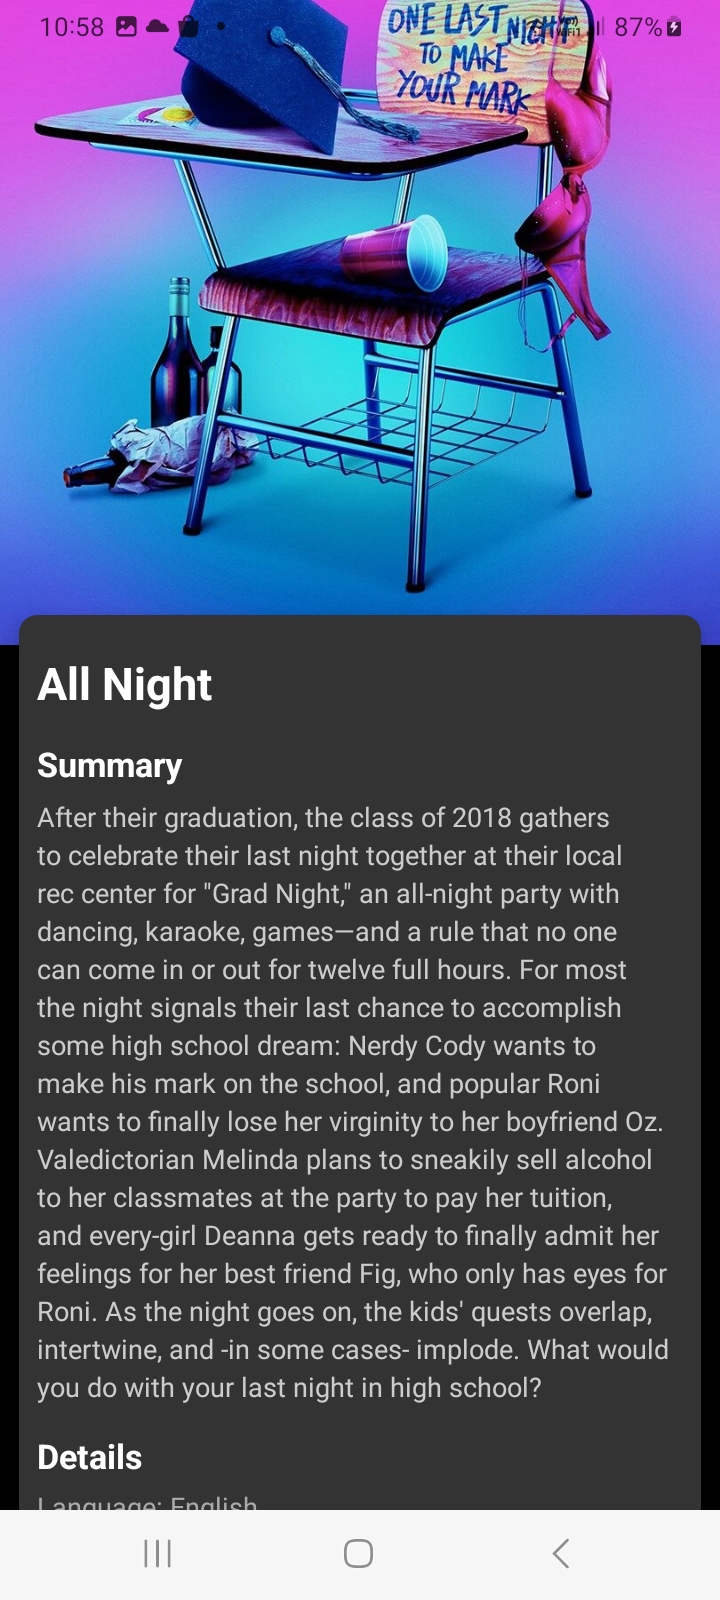 10:58
87%
ONE LAST NIGHT
TO MAKE
YOUR MARK
All Night
Summary
After their graduation, the class of 2018 gathers
to celebrate their last night together at their local
rec center for "Grad Night," an all-night party with
dancing, karaoke, games—and a rule that no one
can come in or out for twelve full hours. For most
the night signals their last chance to accomplish
some high school dream: Nerdy Cody wants to
make his mark on the school, and popular Roni
wants to finally lose her virginity to her boyfriend Oz.
Valedictorian Melinda plans to sneakily sell alcohol
to her classmates at the party to pay her tuition,
and every-girl Deanna gets ready to finally admit her
feelings for her best friend Fig, who only has eyes for
Roni. As the night goes on, the kids' quests overlap,
intertwine, and -in some cases- implode. What would
you do with your last night in high school?
Details
Language: English